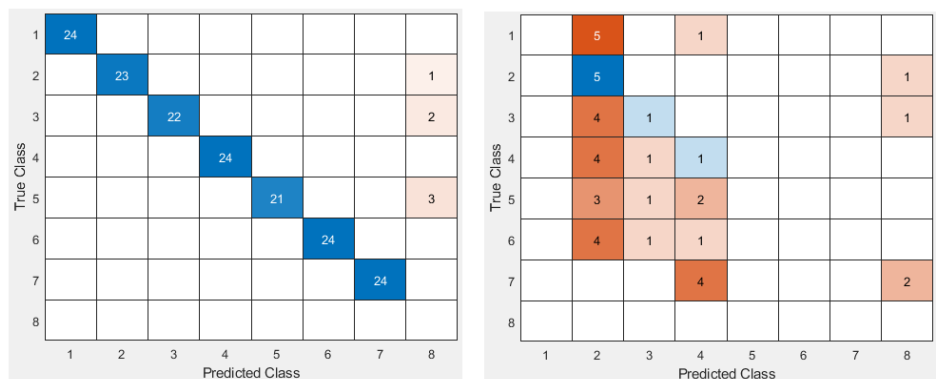 True Class
1 24
2 23 1
3 22 2
4 24
5 21 3
6 24
7 24
8
1 2 3 4 5 6 7 8
Predicted Class
True Class
1 5 1
2 5 1
3 4 1 1
4 4 1 1
5 3 1 2
6 4 1 1
7 4 2
8
1 2 3 4 5 6 7 8
Predicted Class